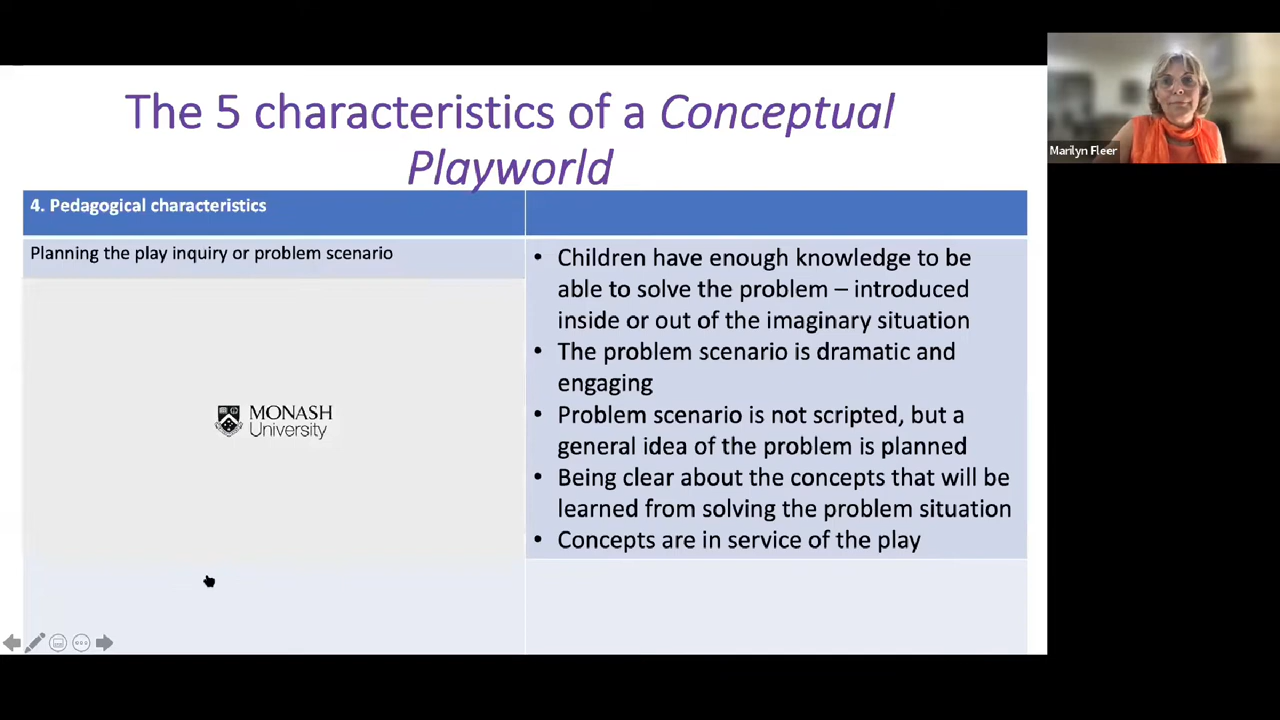 The 5 characteristics of a Conceptual
Playworld
4. Pedagogical characteristics
Planning the play inquiry or problem scenario
MONASH
University
• Children have enough knowledge to be
able to solve the problem – introduced
inside or out of the imaginary situation
• The problem scenario is dramatic and
engaging
• Problem scenario is not scripted, but a
general idea of the problem is planned
• Being clear about the concepts that will be
learned from solving the problem situation
• Concepts are in service of the play
Marilyn Fleer